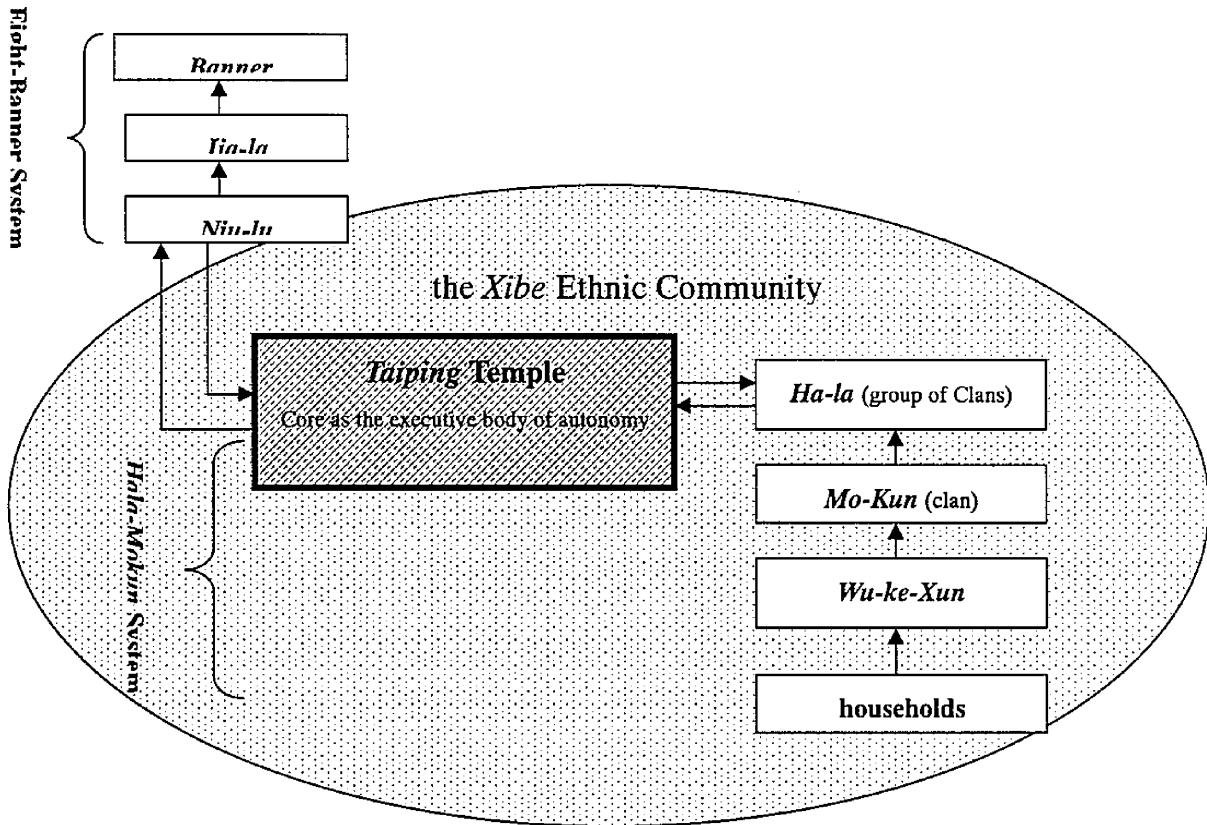 Eight-Banner System
Banner
Jia-la
Niu-lu
the Xibe Ethnic Community
Taiping Temple
Core as the executive body of autonomy
Ha-la (group of Clans)
Mo-Kun (clan)
Wu-ke-Xun
households
Hala-Mokun System